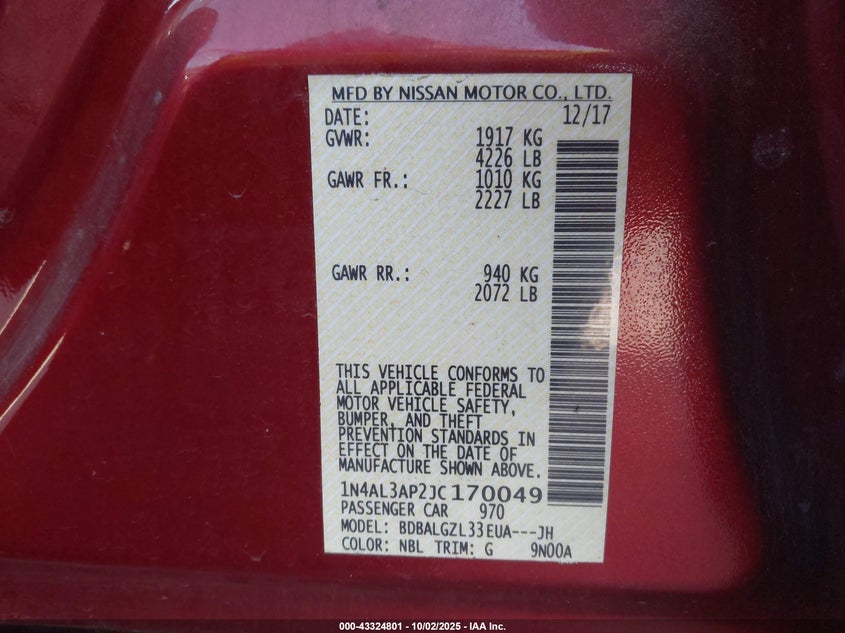 MFD BY NISSAN MOTOR CO., LTD.
DATE: 12/17
GVWR: 1917 KG
4226 LB
GAWR FR.: 1010 KG
2227 LB
GAWR RR.: 940 KG
2072 LB
THIS VEHICLE CONFORMS TO
ALL APPLICABLE FEDERAL
MOTOR VEHICLE SAFETY,
BUMPER, AND THEFT
PREVENTION STANDARDS IN
EFFECT ON THE DATE OF
MANUFACTURE SHOWN ABOVE.
1N4AL3AP2JC170049
PASSENGER CAR 970
MODEL: BDBALGZL33EUA---JH
COLOR: NBL TRIM: G 9N00A
000-43324801 - 10/02/2025 - IAA Inc.